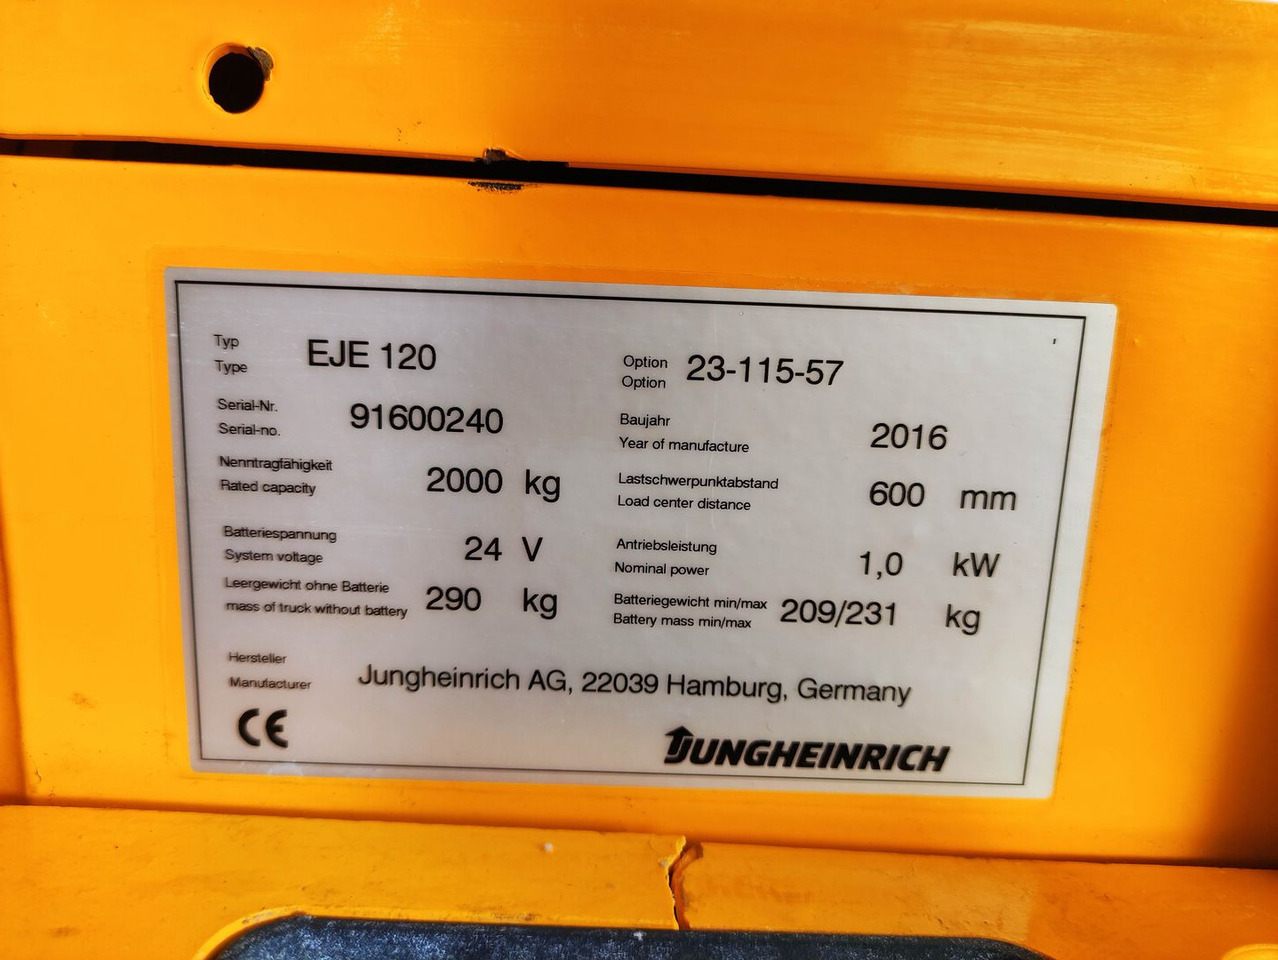 Typ EJE 120 Option 23-115-57
Type Option
Serial-Nr. 91600240 Baujahr 2016
Serial-no. Year of manufacture
Nenntragfähigkeit 2000 kg Lastschwerpunktabstand 600 mm
Rated capacity Load center distance
Batteriespannung 24 V Antriebsleistung 1,0 kW
System voltage Nominal power
Leergewicht ohne Batterie 290 kg Batteriegewicht min/max 209/231 kg
mass of truck without battery Battery mass min/max
Hersteller Jungheinrich AG, 22039 Hamburg, Germany
Manufacturer
CE JUNGHEINRICH